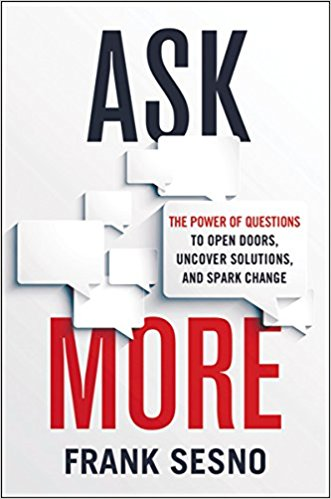 ASK
THE POWER OF QUESTIONS
TO OPEN DOORS,
UNCOVER SOLUTIONS,
AND SPARK CHANGE
MORE
FRANK SESNO